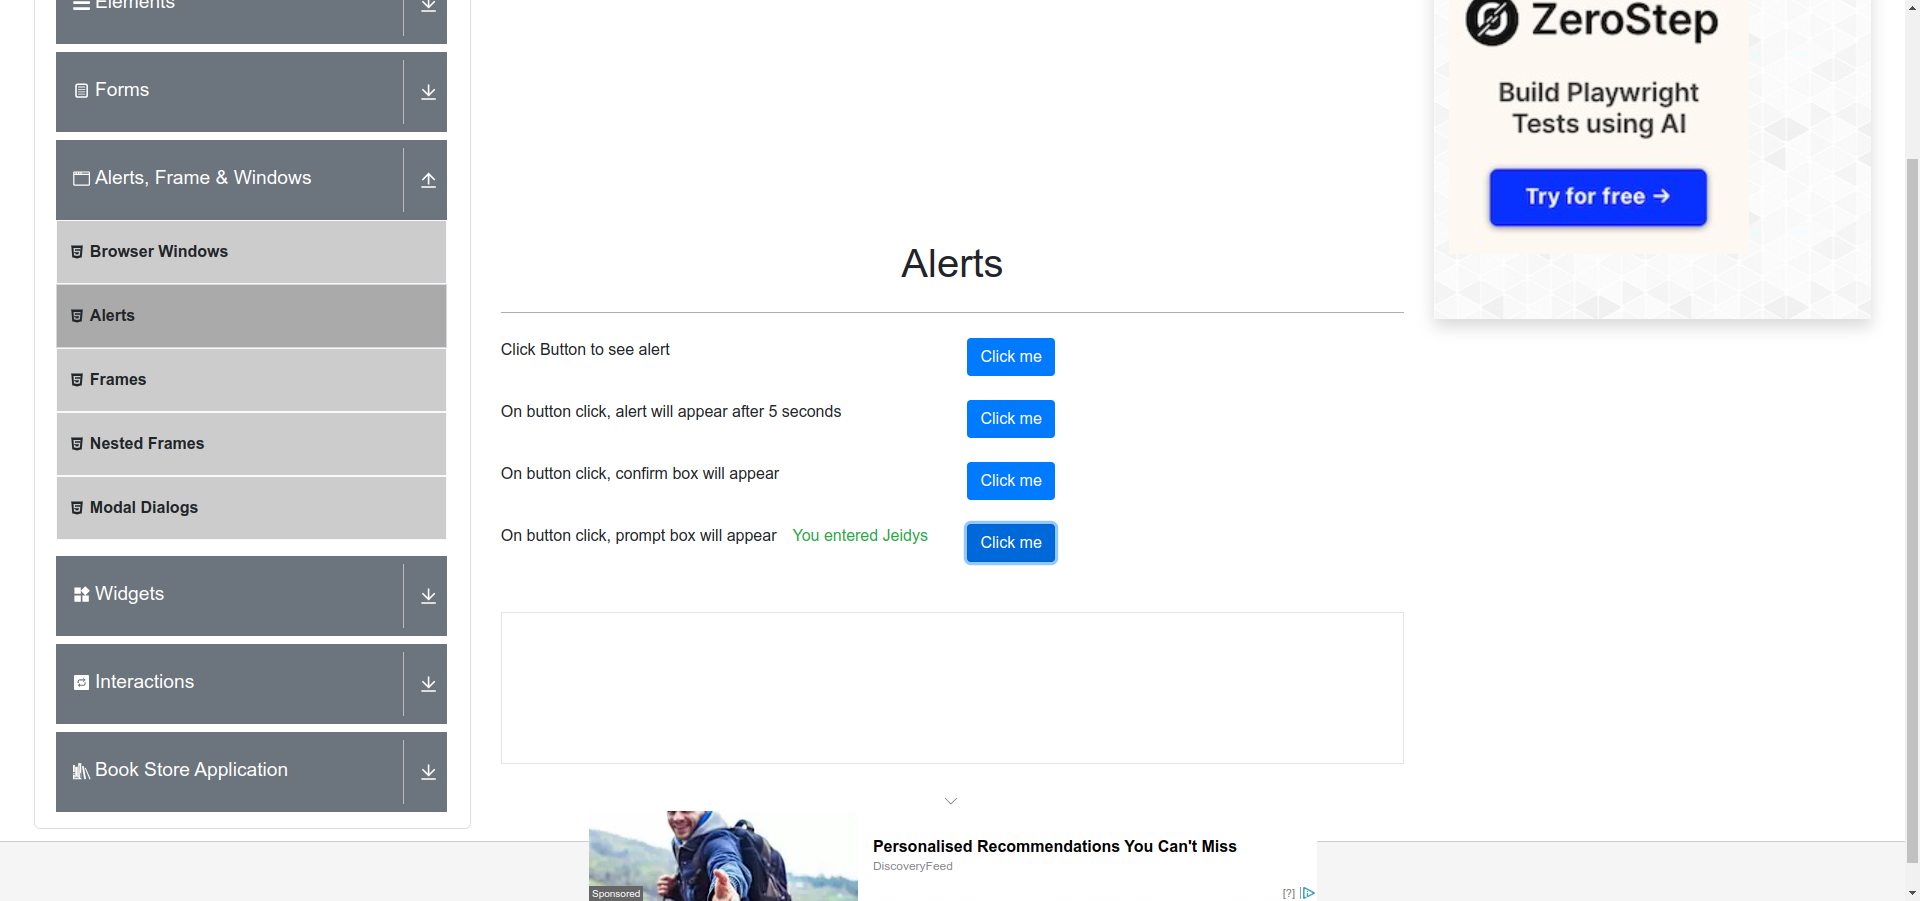 Elements
Forms
Alerts, Frame & Windows
Browser Windows
Alerts
Frames
Nested Frames
Modal Dialogs
Widgets
Interactions
Book Store Application
Alerts
Click Button to see alert
Click me
On button click, alert will appear after 5 seconds
Click me
On button click, confirm box will appear
Click me
On button click, prompt box will appear You entered Jeidys
Click me
ZeroStep
Build Playwright
Tests using AI
Try for free →
Personalised Recommendations You Can't Miss
DiscoveryFeed
Sponsored
[?]